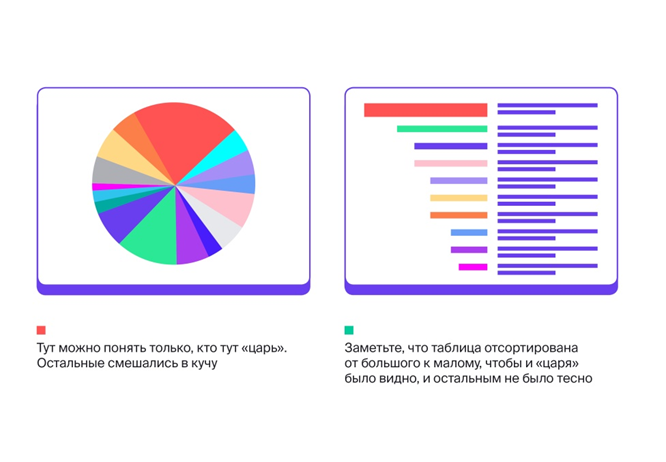 Тут можно понять только, кто тут «царь».
Остальные смешались в кучу
Заметьте, что таблица отсортирована
от большого к малому, чтобы и «царя»
было видно, и остальным не было тесно